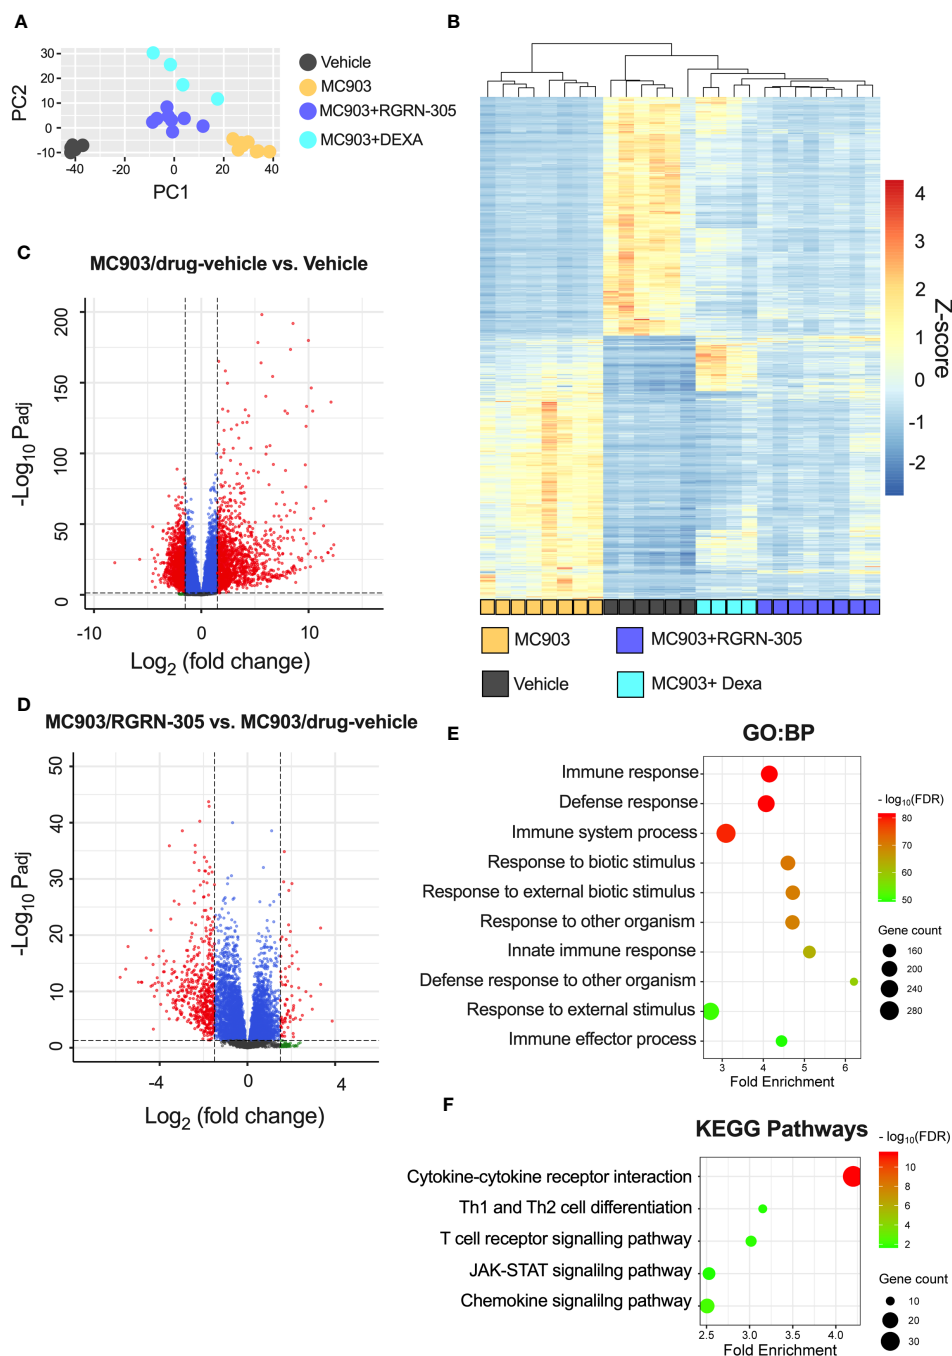 A
30
20
10
0
-10
PC2
-40
-20
0
20
40
PC1
Vehicle
MC903
MC903+RGRN-305
MC903+DEXA
B
4
3
2
1
0
-1
-2
Z-score
MC903
MC903+RGRN-305
Vehicle
MC903+ Dexa
C
MC903/drug-vehicle vs. Vehicle
200
150
100
50
0
-Log10 Padj
-10
0
10
Log2 (fold change)
D
MC903/RGRN-305 vs. MC903/drug-vehicle
50
40
30
20
10
0
-Log10 Padj
-4
0
4
Log2 (fold change)
E
GO:BP
Immune response
Defense response
Immune system process
Response to biotic stimulus
Response to external biotic stimulus
Response to other organism
Innate immune response
Defense response to other organism
Response to external stimulus
Immune effector process
3
4
5
6
Fold Enrichment
- log10(FDR)
80
70
60
50
Gene count
160
200
240
280
F
KEGG Pathways
Cytokine-cytokine receptor interaction
Th1 and Th2 cell differentiation
T cell receptor signalling pathway
JAK-STAT signalilng pathway
Chemokine signalilng pathway
2.5
3.0
3.5
4.0
Fold Enrichment
- log10(FDR)
10
8
6
4
2
Gene count
10
20
30